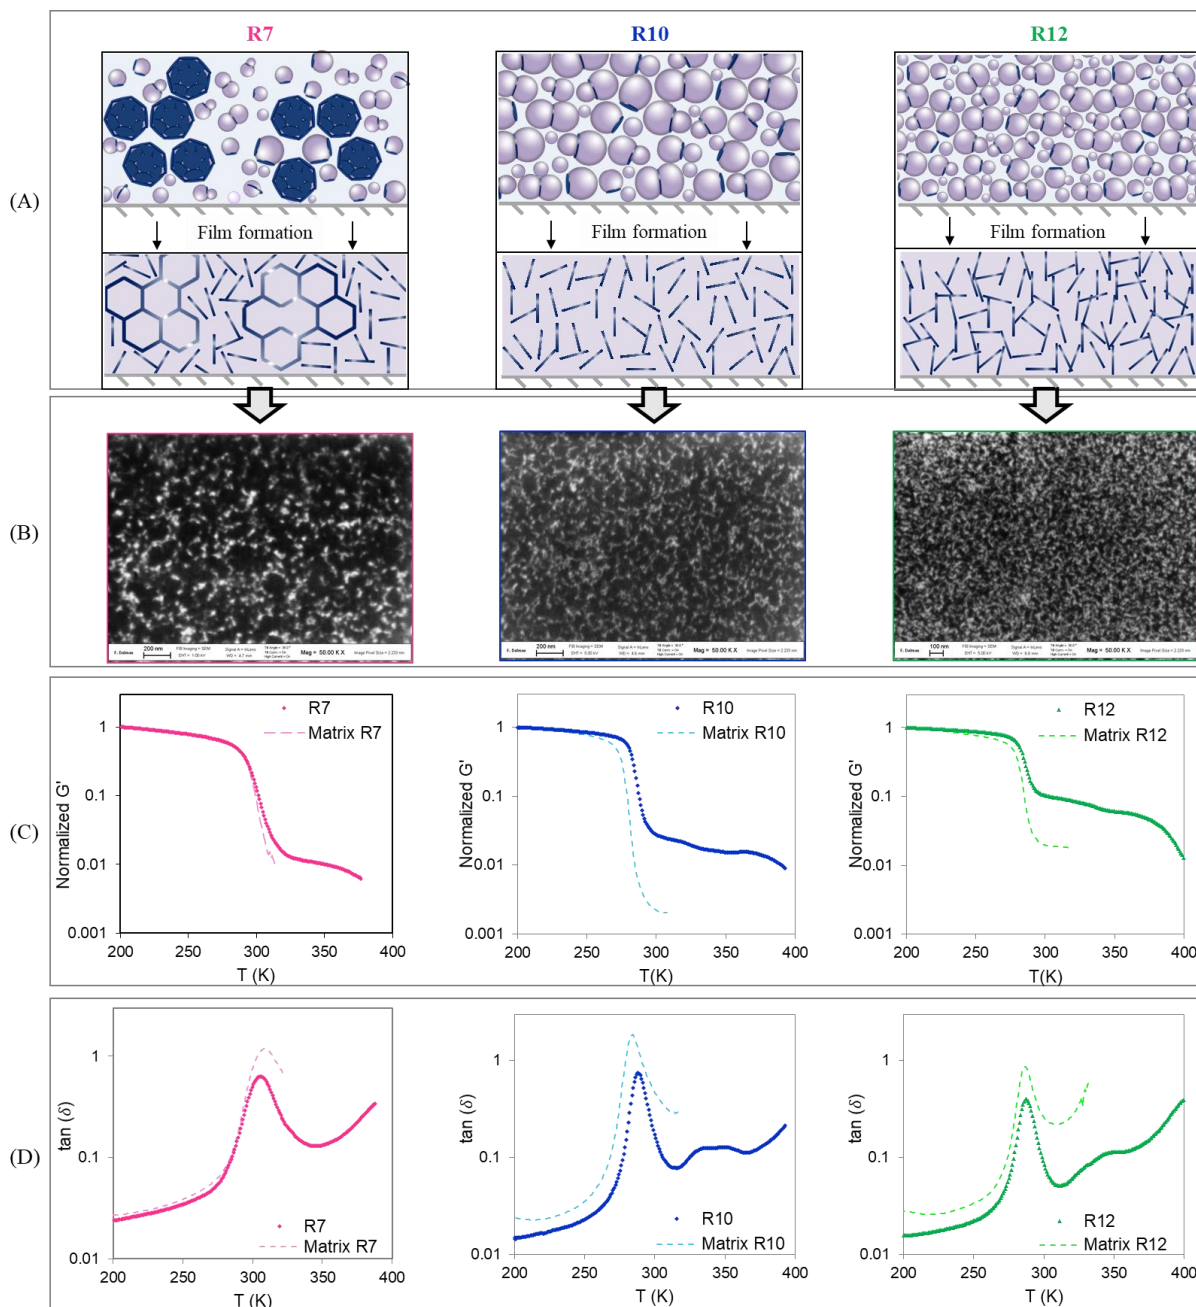 R7 R10 R12
(A)
Film formation Film formation Film formation
(B)
F. Dalmas 200 nm Mag = 50.00 K X
F. Dalmas 200 nm Mag = 50.00 K X
F. Dalmas 100 nm Mag = 50.00 K X
(C)
Normalized G'
1
0.1
0.01
0.001
R7
Matrix R7
200 250 300 350 400
T (K)
Normalized G'
1
0.1
0.01
0.001
R10
Matrix R10
200 250 300 350 400
T(K)
Normalized G'
1
0.1
0.01
0.001
R12
Matrix R12
200 250 300 350 400
T(K)
(D)
tan (δ)
1
0.1
0.01
R7
Matrix R7
200 250 300 350 400
T (K)
tan (δ)
1
0.1
0.01
R10
Matrix R10
200 250 300 350 400
T (K)
tan (δ)
1
0.1
0.01
R12
Matrix R12
200 250 300 350 400
T (K)